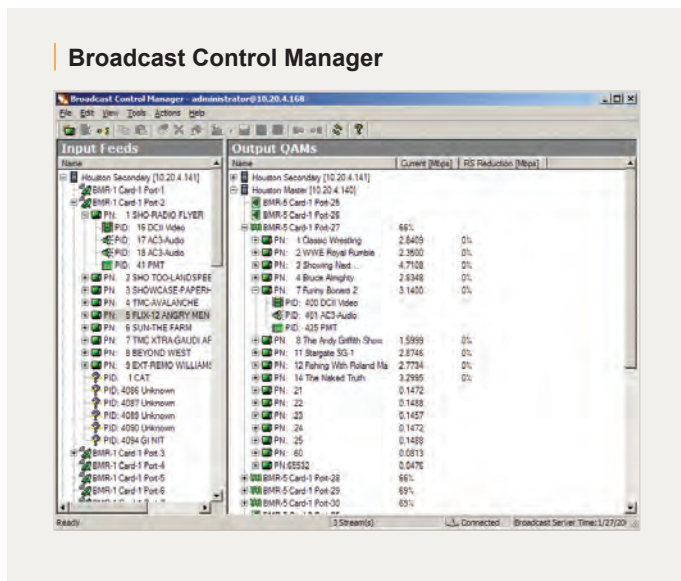 Broadcast Control Manager
Broadcast Control Manager - administrator@10.20.4.168
File Edit View Tools Actions Help
Input Feeds
Name
Houston Secondary [10.20.4.141]
BMR-1 Card-1 Port-1
BMR-1 Card-1 Port-2
PN: 1 SHO-RADIO FLYER
PID: 16 DCII Video
PID: 17 AC3-Audio
PID: 18 AC3-Audio
PID: 41 PMT
PN: 2 SHO TOO-LANDSPEE
PN: 3 SHOWCASE-PAPERH
PN: 4 TMC-AVALANCHE
PN: 5 FLIX-12 ANGRY MEN
PN: 6 SUN-THE FARM
PN: 7 TMC XTRA-GAUDI AF
PN: 8 BEYOND WEST
PN: 9 EXT-REMO WILLIAMS
PID: 1 CAT
PID: 4086 Unknown
PID: 4087 Unknown
PID: 4089 Unknown
PID: 4090 Unknown
PID: 4094 GI NIT
BMR-1 Card-1 Port-3
BMR-1 Card-1 Port-4
BMR-1 Card-1 Port-5
BMR-1 Card-1 Port-6
Output QAMs
Name Current [Mbps] RS Reduction [Mbps]
Houston Secondary [10.20.4.141]
Houston Master [10.20.4.140]
BMR-5 Card-1 Port-25
BMR-5 Card-1 Port-26
BMR-5 Card-1 Port-27 66%
PN: 1 Classic Wrestling 2.8409 0%
PN: 2 WWE Royal Rumble 2.3500 0%
PN: 3 Showing Next... 4.7108 0%
PN: 4 Bruce Almighty 2.8348 0%
PN: 7 Funny Bones 2 3.1400 0%
PID: 400 DCII Video
PID: 401 AC3-Audio
PID: 425 PMT
PN: 8 The Andy Griffith Show 1.5999 0%
PN: 11 Stargate SG-1 2.8746 0%
PN: 12 Fishing With Roland Ma 2.7734 0%
PN: 14 The Naked Truth 3.2995 0%
PN: 21 0.1472
PN: 22 0.1488
PN: 23 0.1457
PN: 24 0.1472
PN: 25 0.1488
PN: 60 0.0813
PN: 65532 0.0476
BMR-5 Card-1 Port-28 66%
BMR-5 Card-1 Port-29 69%
BMR-5 Card-1 Port-30 65%
Ready 3 Stream(s) Connected Broadcast Server Time: 1/27/20